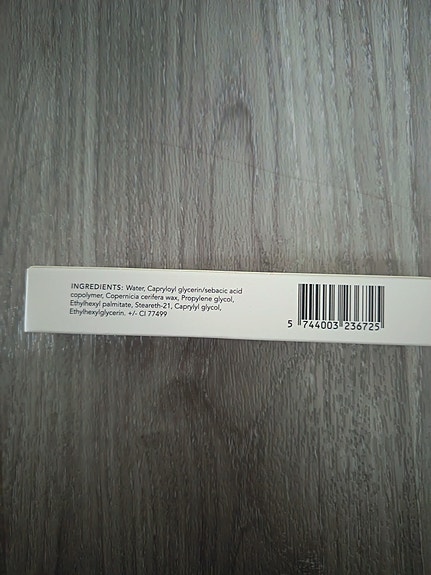 INGREDIENTS: Water, Capryloyl glycerin/sebacic acid
copolymer, Copernicia cerifera wax, Propylene glycol,
Ethylhexyl palmitate, Steareth-21, Caprylyl glycol,
Ethylhexylglycerin. +/- CI 77499
5 744003 236725